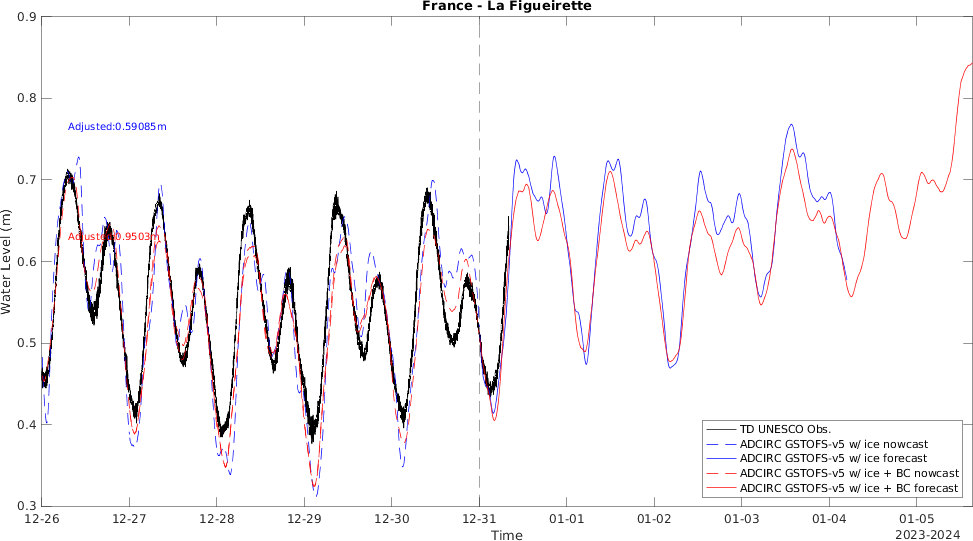 France - La Figueirette
0.9
0.8
0.7
0.6
0.5
0.4
0.3
Water Level (m)
Adjusted:0.59085m
Adjusted:0.9503m
TD UNESCO Obs.
ADCIRC GSTOFS-v5 w/ ice nowcast
ADCIRC GSTOFS-v5 w/ ice forecast
ADCIRC GSTOFS-v5 w/ ice + BC nowcast
ADCIRC GSTOFS-v5 w/ ice + BC forecast
12-26 12-27 12-28 12-29 12-30 12-31 01-01 01-02 01-03 01-04 01-05
Time
2023-2024